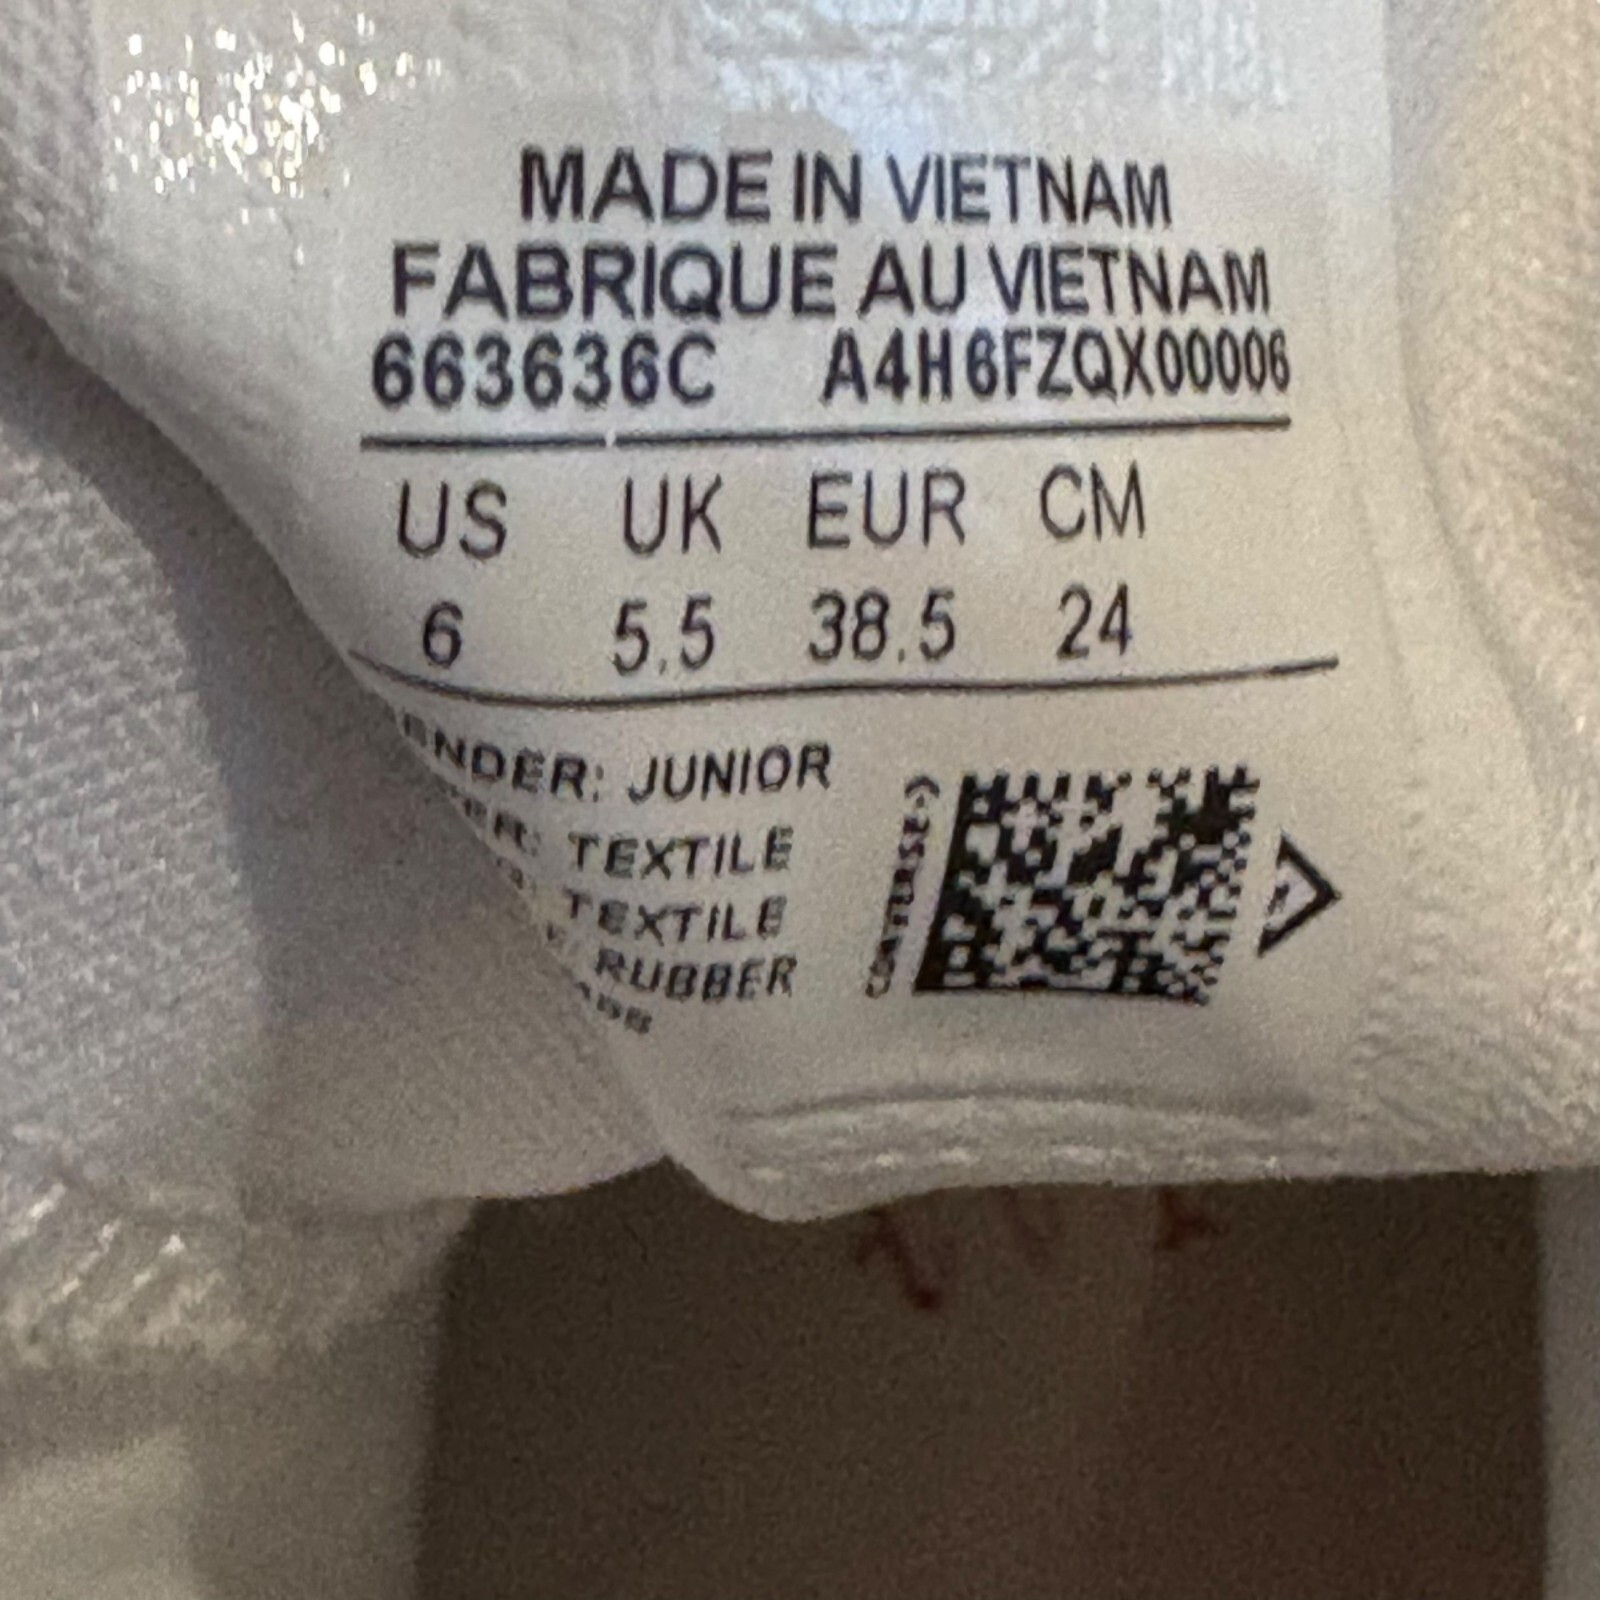 MADE IN VIETNAM
FABRIQUE AU VIETNAM
663636C A4H6FZQX00006
US UK EUR CM
6 5.5 38.5 24
JUNIOR
TEXTILE
TEXTILE
RUBBER